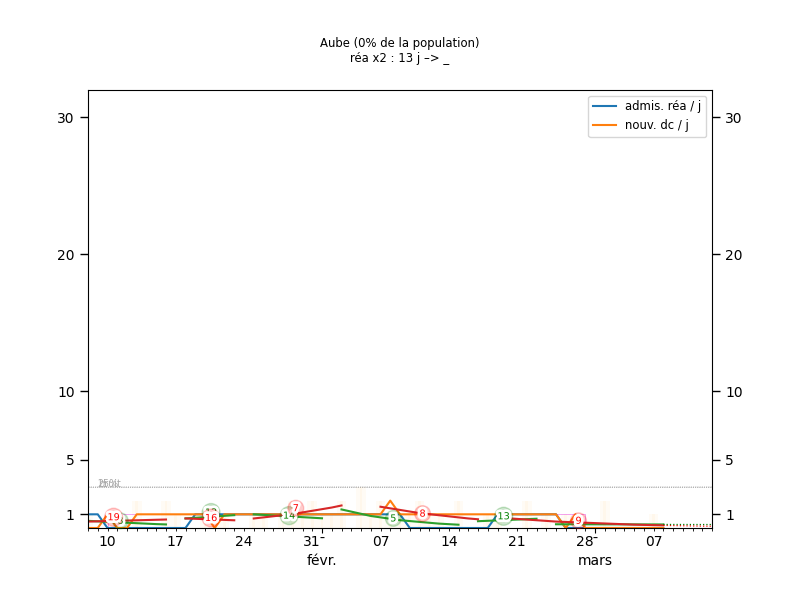 Aube (0% de la population)
réa x2 : 13 j –> _
admis. réa / j
nouv. dc / j
30 30
20 20
10 10
5 5
1 1
19 16 14 7 5 8 13 9
10 17 24 31 07 14 21 28 07
févr. mars